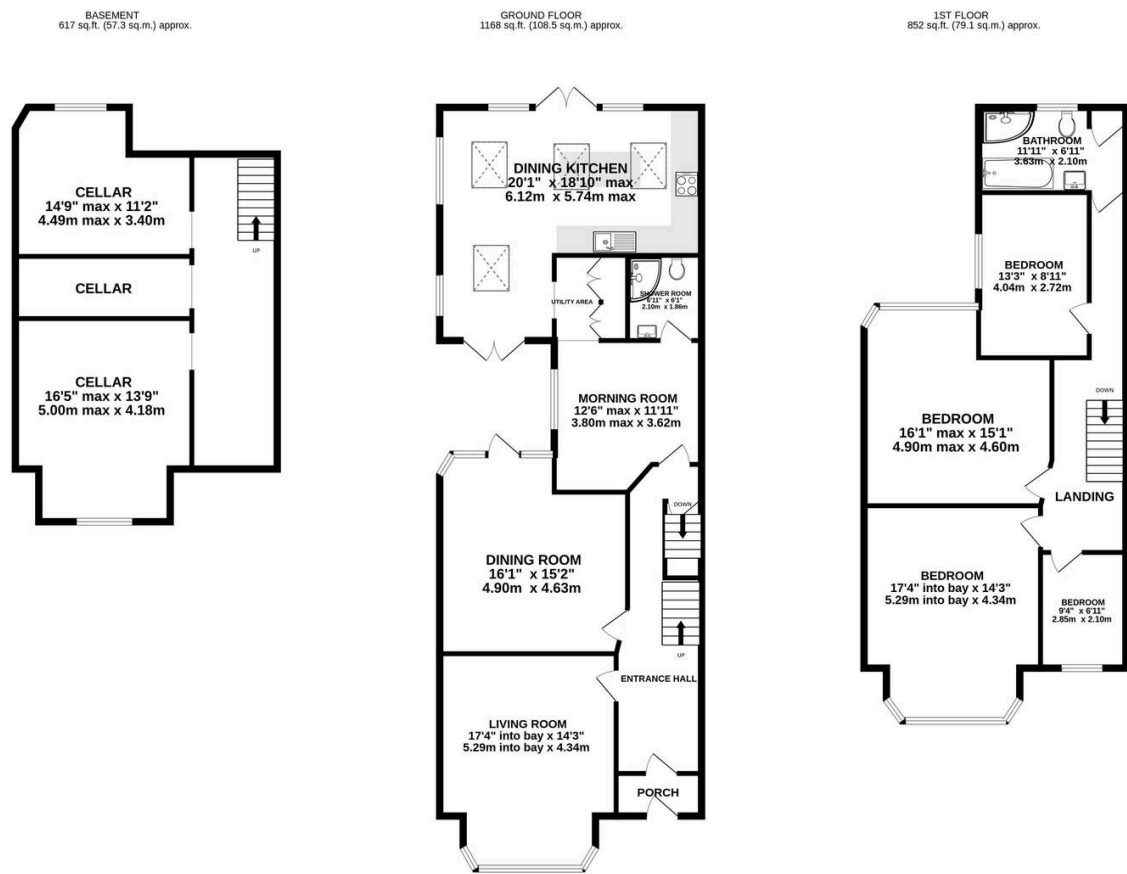 BASEMENT
617 sq.ft. (57.3 sq.m.) approx.
CELLAR
14'9" max x 11'2"
4.49m max x 3.40m
UP
CELLAR
CELLAR
16'5" max x 13'9"
5.00m max x 4.18m
GROUND FLOOR
1168 sq.ft. (108.5 sq.m.) approx.
DINING KITCHEN
20'1" x 18'10" max
6.12m x 5.74m max
UTILITY AREA
SHOWER ROOM
6'11" x 6'1"
2.10m x 1.86m
MORNING ROOM
12'6" max x 11'11"
3.80m max x 3.62m
DOWN
DINING ROOM
16'1" x 15'2"
4.90m x 4.63m
UP
ENTRANCE HALL
LIVING ROOM
17'4" into bay x 14'3"
5.29m into bay x 4.34m
PORCH
1ST FLOOR
852 sq.ft. (79.1 sq.m.) approx.
BATHROOM
11'11" x 6'11"
3.63m x 2.10m
BEDROOM
13'3" x 8'11"
4.04m x 2.72m
DOWN
BEDROOM
16'1" max x 15'1"
4.90m max x 4.60m
LANDING
BEDROOM
17'4" into bay x 14'3"
5.29m into bay x 4.34m
BEDROOM
9'4" x 6'11"
2.85m x 2.10m